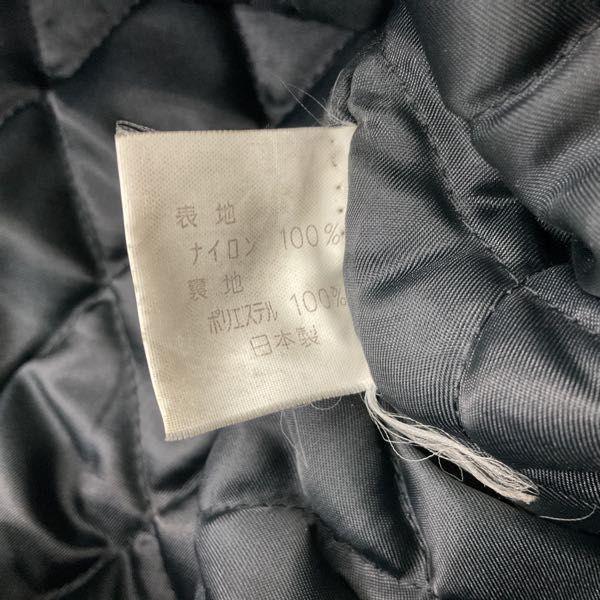 表地
ナイロン 100%
裏地
ポリエステル 100%
日本製